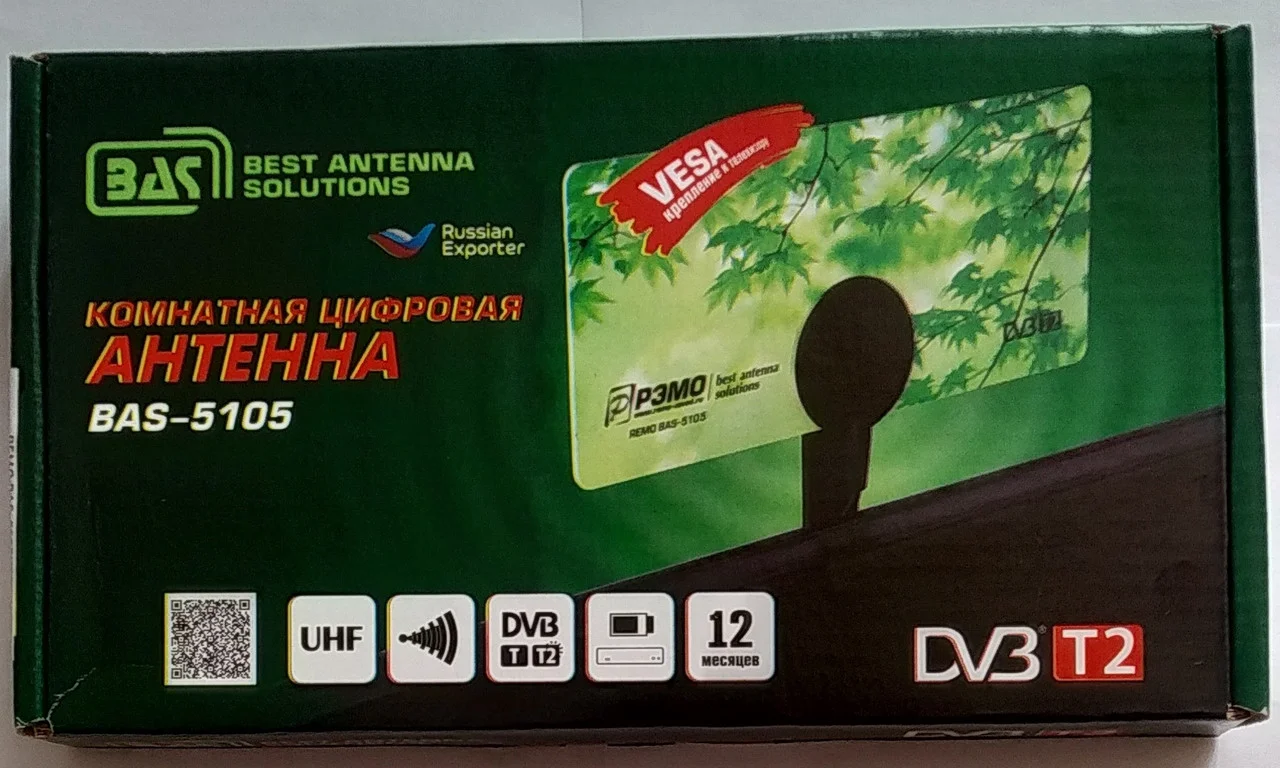 BAS
BEST ANTENNA
SOLUTIONS
Russian
Exporter
КОМНАТНАЯ ЦИФРОВАЯ
АНТЕННА
BAS-5105
VESA
крепление к телевизору
РЭМО
best antenna
solutions
REMO BAS-5105
DVB T2
UHF
DVB
T T2
12
месяцев
DVB® T2